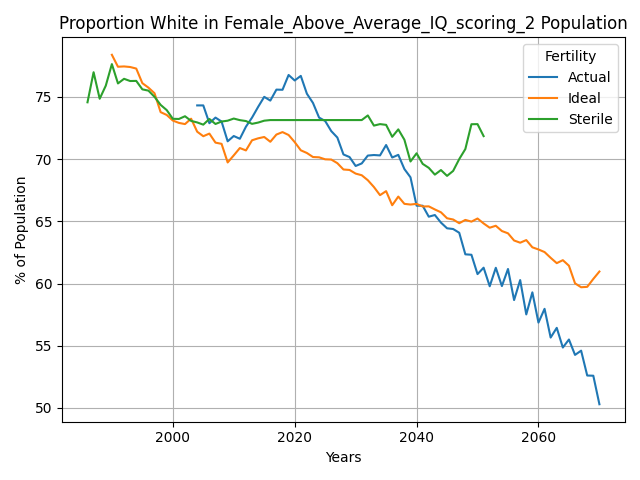 Proportion White in Female_Above_Average_IQ_scoring_2 Population
Fertility
Actual
Ideal
Sterile
% of Population
75
70
65
60
55
50
2000
2020
2040
2060
Years